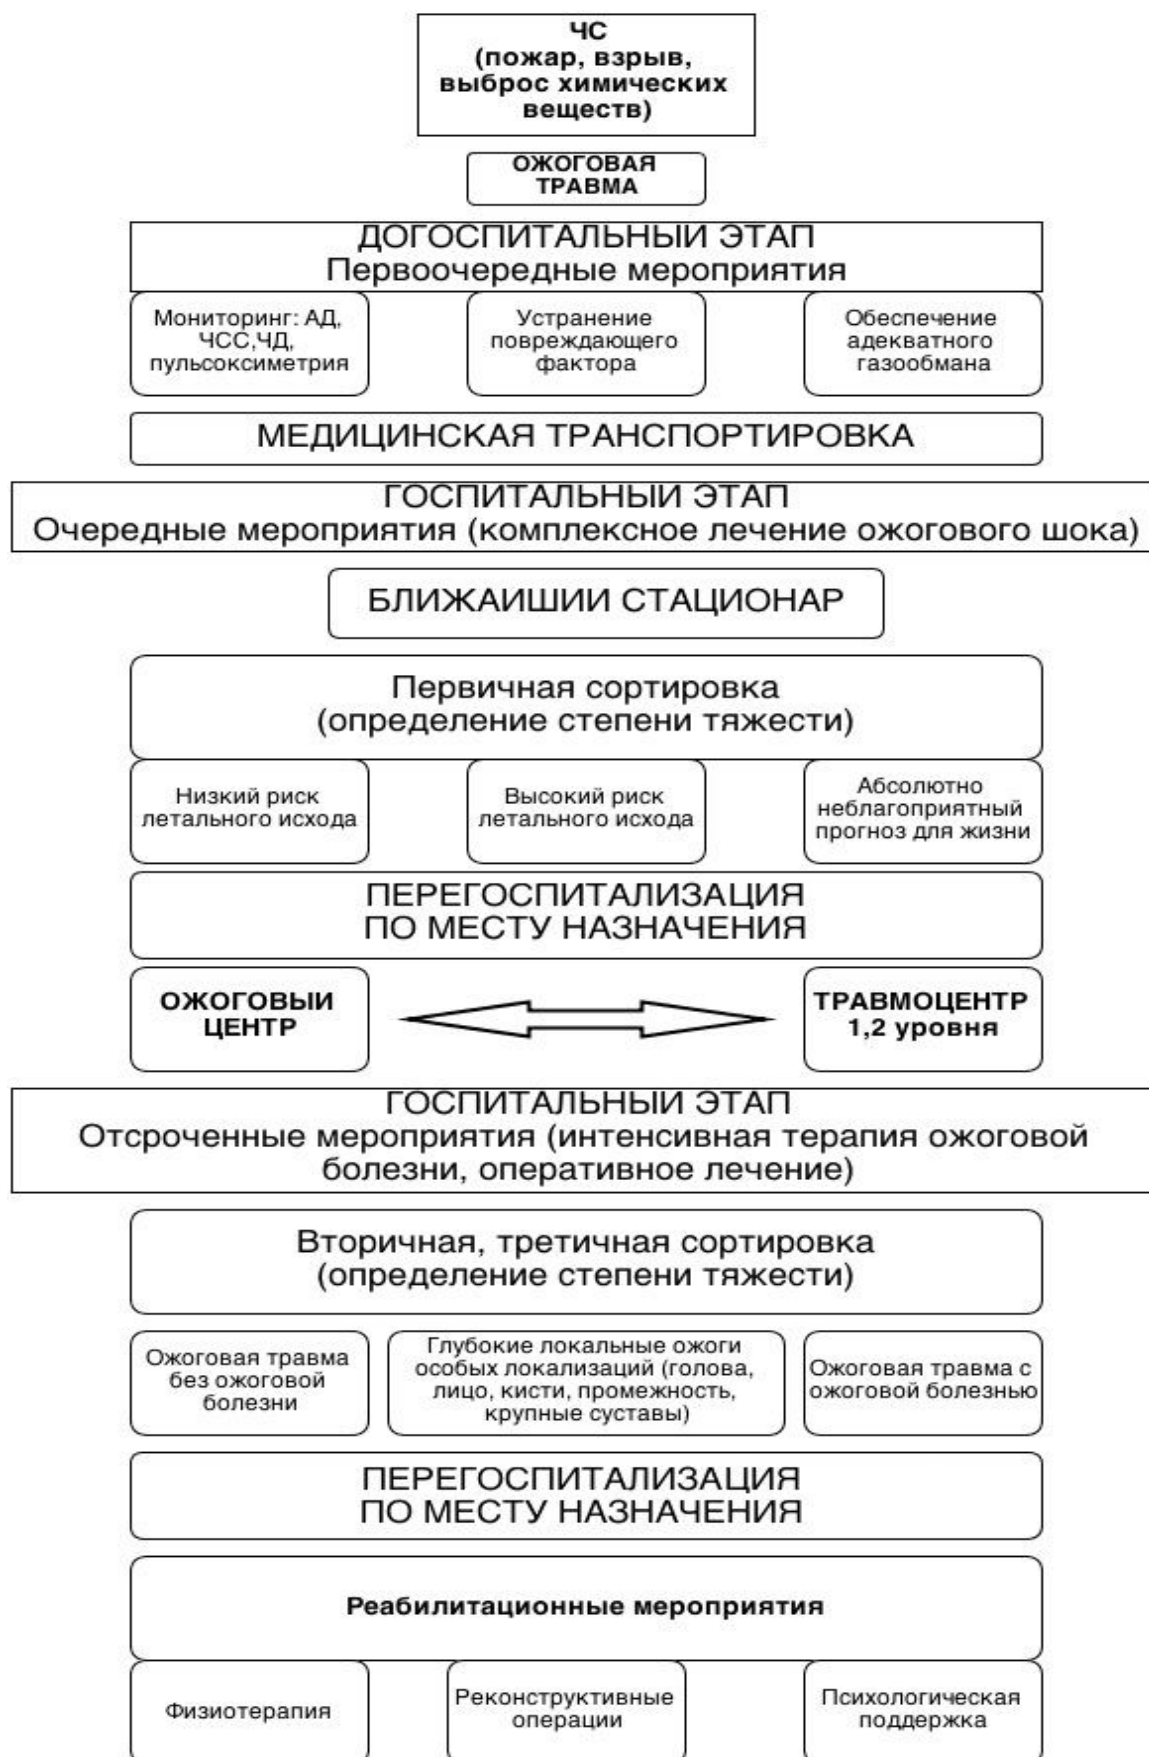 ЧС
(пожар, взрыв,
выброс химических
веществ)
ОЖОГОВАЯ
ТРАВМА
ДОГОСПИТАЛЬНЫЙ ЭТАП
Первоочередные мероприятия
Мониторинг: АД,
ЧСС,ЧД,
пульсоксиметрия
Устранение
повреждающего
фактора
Обеспечение
адекватного
газообмана
МЕДИЦИНСКАЯ ТРАНСПОРТИРОВКА
ГОСПИТАЛЬНЫЙ ЭТАП
Очередные мероприятия (комплексное лечение ожогового шока)
БЛИЖАИШИИ СТАЦИОНАР
Первичная сортировка
(определение степени тяжести)
Низкий риск
летального исхода
Высокий риск
летального исхода
Абсолютно
неблагоприятный
прогноз для жизни
ПЕРЕГОСПИТАЛИЗАЦИЯ
ПО МЕСТУ НАЗНАЧЕНИЯ
ОЖОГОВЫИ
ЦЕНТР
ТРАВМОЦЕНТР
1,2 уровня
ГОСПИТАЛЬНЫЙ ЭТАП
Отсроченные мероприятия (интенсивная терапия ожоговой
болезни, оперативное лечение)
Вторичная, третичная сортировка
(определение степени тяжести)
Ожоговая травма
без ожоговой
болезни
Глубокие локальные ожоги
особых локализаций (голова,
лицо, кисти, промежность,
крупные суставы)
Ожоговая травма с
ожоговой болезнью
ПЕРЕГОСПИТАЛИЗАЦИЯ
ПО МЕСТУ НАЗНАЧЕНИЯ
Реабилитационные мероприятия
Физиотерапия
Реконструктивные
операции
Психологическая
поддержка